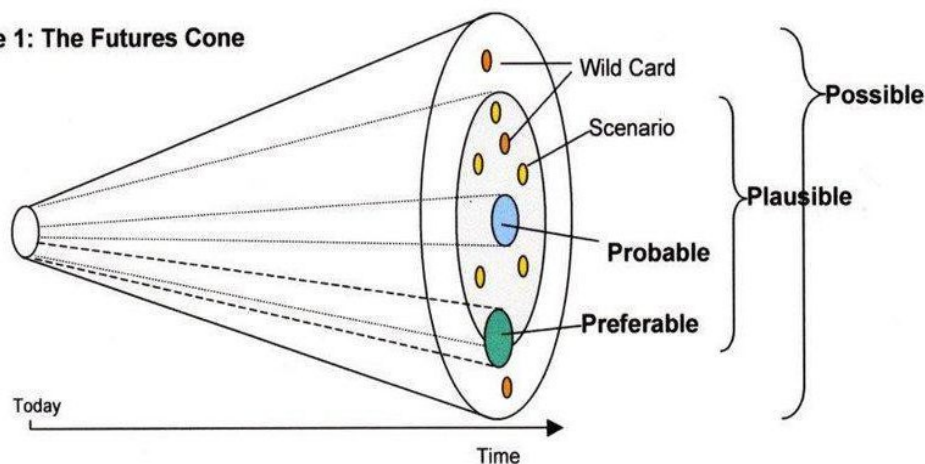 e 1: The Futures Cone
Wild Card
Possible
Scenario
Plausible
Probable
Preferable
Today
Time